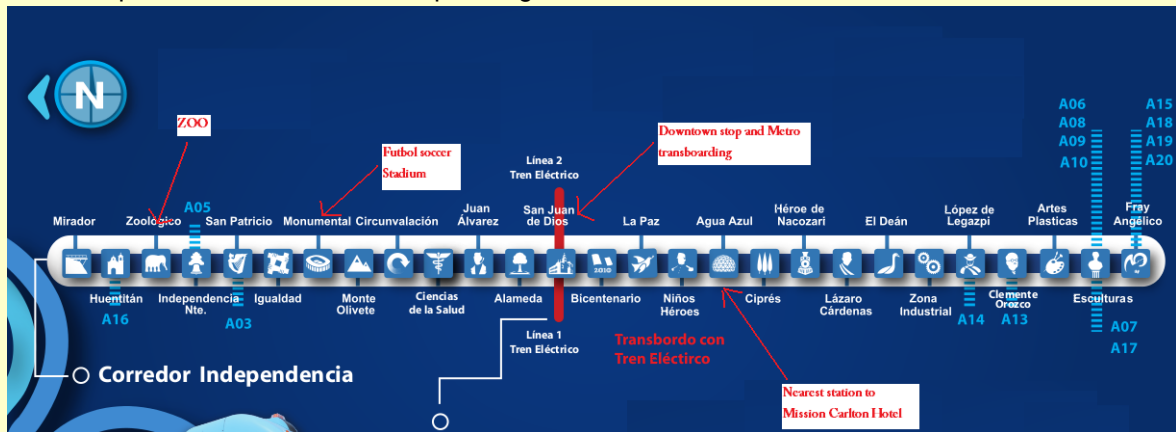 N
ZOO
Futbol soccer
Stadium
Downtown stop and Metro
transboarding
Línea 2
Tren Eléctrico
A06
A08
A09
A10
A15
A18
A19
A20
A05
Mirador
Zoológico
San Patricio
Monumental
Circunvalación
Juan
Álvarez
San Juan
de Dios
La Paz
Agua Azul
Héroe de
Nacozari
El Deán
López de
Legazpi
Artes
Plasticas
Fray
Angélico
2010
Huentitán
Independencia
Nte.
Igualdad
Monte
Olivete
Ciencias
de la Salud
Alameda
Bicentenario
Niños
Héroes
Ciprés
Lázaro
Cárdenas
Zona
Industrial
Clemente
Orozco
Esculturas
A16
A03
A14
A13
A07
A17
Línea 1
Tren Eléctrico
Transbordo con
Tren Eléctirco
Corredor Independencia
Nearest station to
Mission Carlton Hotel